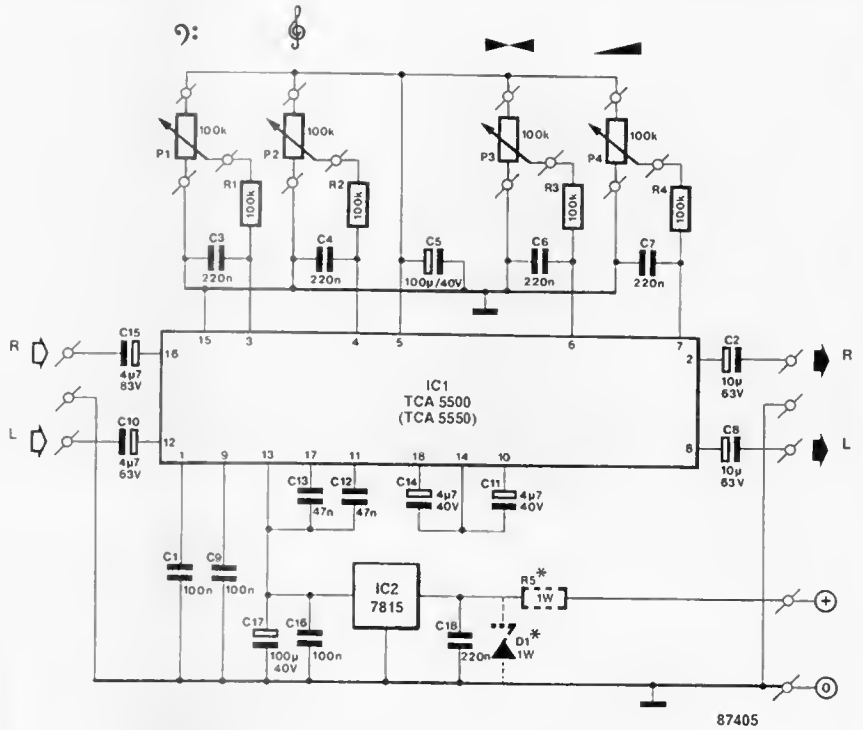 100k
P1
100k
P2
100k
P3
100k
P4
R1
100k
R2
100k
R3
100k
R4
100k
C3
220n
C4
220n
C5
100µ/40V
C6
220n
C7
220n
R
C15
4µ7
83V
16
15
3
4
5
6
7
2
C2
10µ
63V
R
IC1
TCA 5500
(TCA 5550)
L
C10
4µ7
63V
12
1
9
13
17
11
18
14
10
8
C8
10µ
63V
L
C13
47n
C12
47n
C14
4µ7
40V
C11
4µ7
40V
C1
100n
C9
100n
C17
100µ
40V
C16
100n
IC2
7815
C18
220n
R5*
1W
D1*
1W
+
0
87405